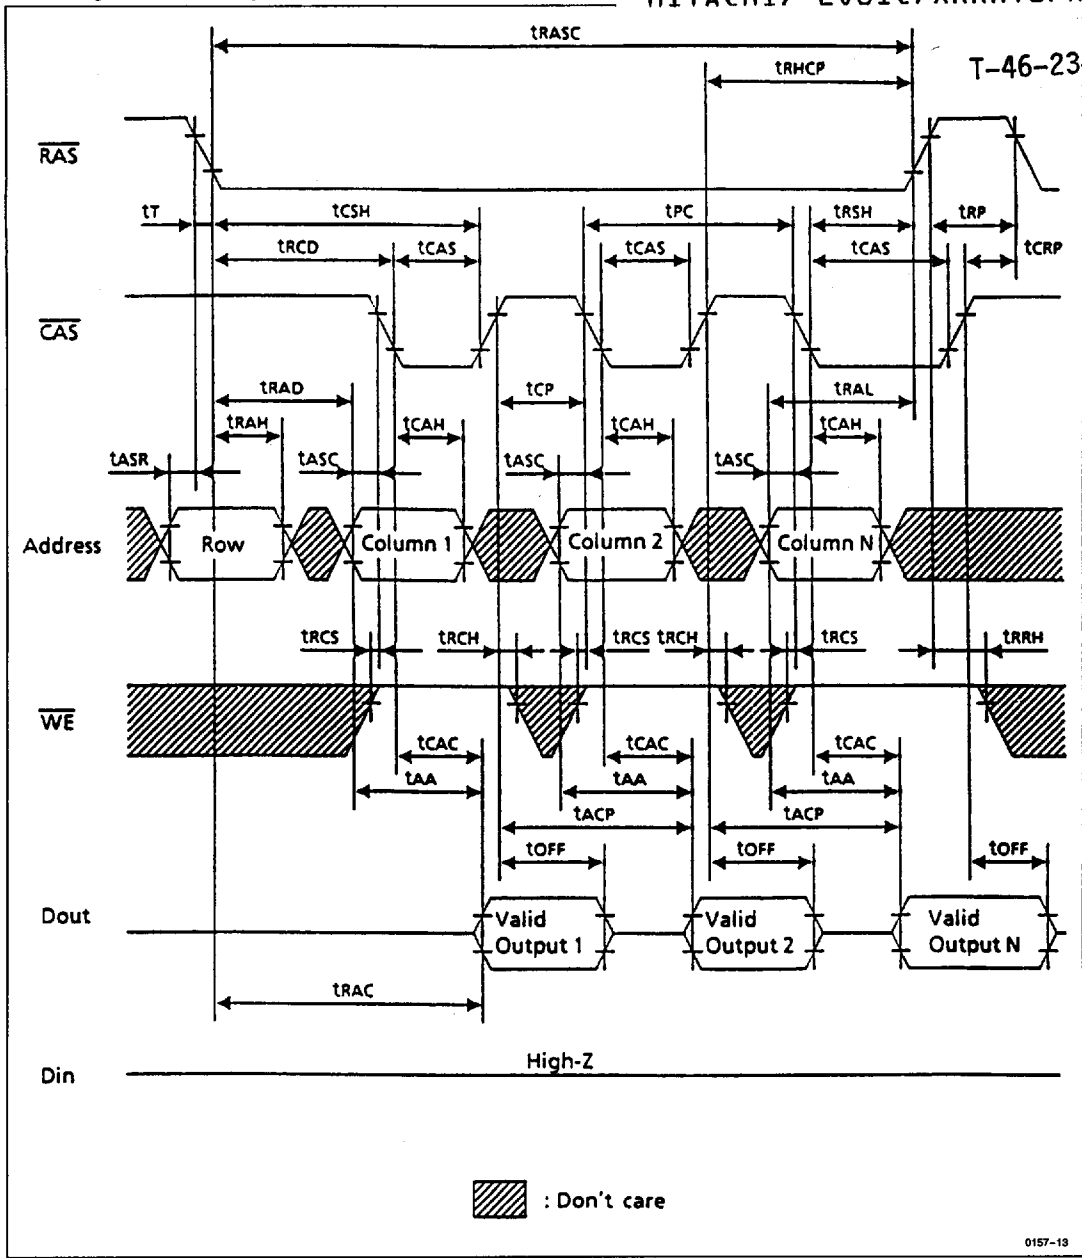 T-46-23
tRASC
tRHCP
RAS
tT
tCSH
tPC
tRSH
tRP
tRCD
tCAS
tCAS
tCAS
tCRP
CAS
tRAD
tCP
tRAL
tRAH
tCAH
tCAH
tCAH
tASR
tASC
tASC
tASC
Address
Row
Column 1
Column 2
Column N
tRCS
tRCH
tRCS
tRCH
tRCS
tRRH
WE
tCAC
tCAC
tCAC
tAA
tAA
tAA
tACP
tACP
tOFF
tOFF
tOFF
Dout
Valid
Output 1
Valid
Output 2
Valid
Output N
tRAC
Din
High-Z
: Don't care
0157-13